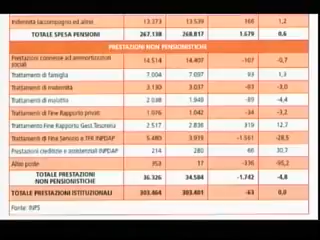 Indennità (accompagno ed altre) 13.373 13.539 166 1,2
TOTALE SPESA PENSIONI 267.138 268.817 1.679 0,6
PRESTAZIONI NON PENSIONISTICHE
Prestazioni connesse ad ammortizzatori sociali 14.514 14.407 -107 -0,7
Trattamenti di famiglia 7.004 7.097 93 1,3
Trattamenti di maternità 3.130 3.037 -93 -3,0
Trattamenti di malattia 2.038 1.949 -89 -4,4
Trattamenti di Fine Rapporto privati 1.076 1.042 -34 -3,2
Trattamento Fine Rapporto Gest.Tesoreria 2.517 2.836 319 12,7
Trattamenti di Fine Servizio e TFR INPDAP 5.480 3.919 -1.561 -28,5
Prestazioni creditizie e assistenziali INPDAP 214 280 66 30,7
Altre poste 353 17 -336 -95,2
TOTALE PRESTAZIONI NON PENSIONISTICHE 36.326 34.584 -1.742 -4,8
TOTALE PRESTAZIONI ISTITUZIONALI 303.464 303.401 -63 0,0
Fonte: INPS